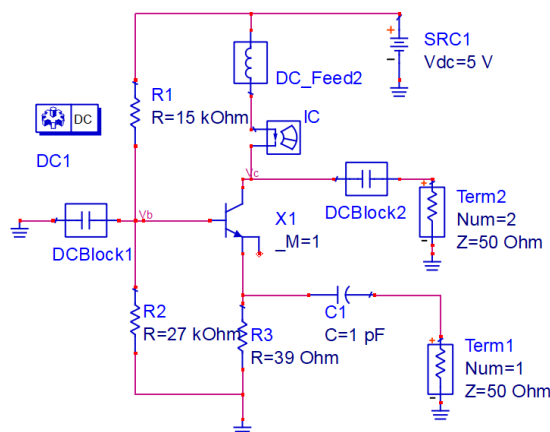 SRC1
Vdc=5 V
DC_Feed2
R1
R=15 kOhm
IC
DC
DC1
Vb
Vc
DCBlock1
X1
_M=1
DCBlock2
Term2
Num=2
Z=50 Ohm
R2
R=27 kOhm
R3
R=39 Ohm
C1
C=1 pF
Term1
Num=1
Z=50 Ohm